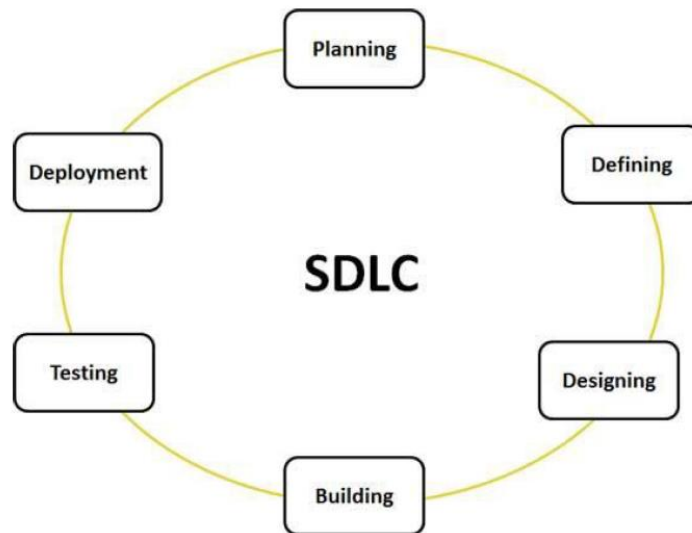 Planning
Defining
Designing
Building
Testing
Deployment
SDLC